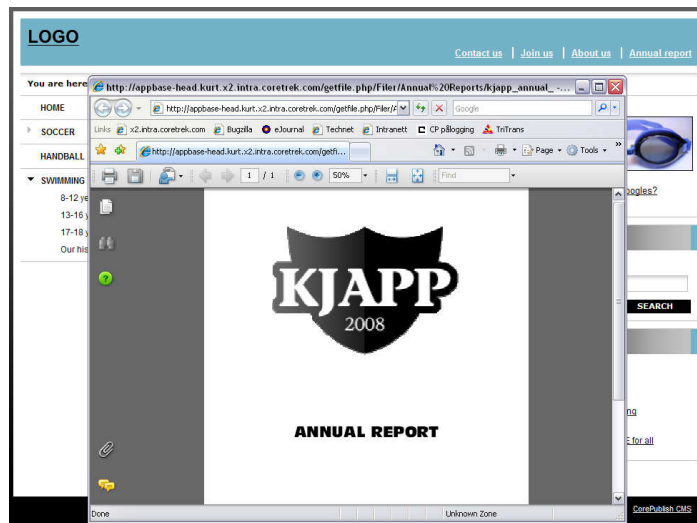 LOGO
Contact us | Join us | About us | Annual report
You are here
HOME
SOCCER
HANDBALL
SWIMMING
8-12 ye
13-16 y
17-18 y
Our his
http://appbase-head.kurt.x2.intra.coretrek.com/getfile.php/Filer/Annual%20Reports/kjapp_annual_ -...
http://appbase-head.kurt.x2.intra.coretrek.com/getfile.php/Filer/A
Google
Links x2.intra.coretrek.com Bugzilla eJournal Technet Intranett CP pålogging TriTrans
http://appbase-head.kurt.x2.intra.coretrek.com/getfi...
Page Tools »
1 / 1 50% Find
KJAPP
2008
ANNUAL REPORT
Done Unknown Zone
oogles?
SEARCH
ng
E for all
CorePublish CMS